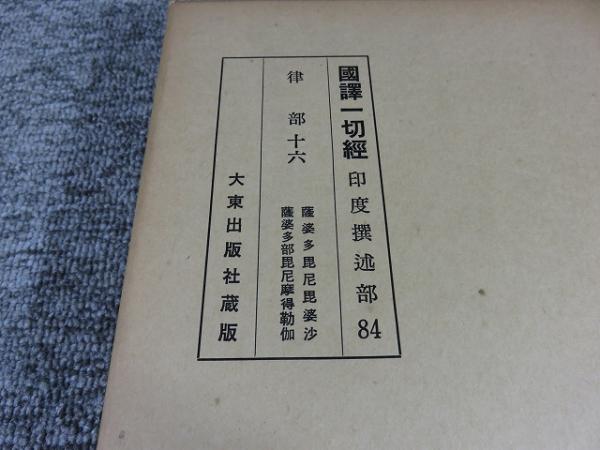 國譯一切經 印度撰述部 84
律部十六
薩婆多毘尼毘婆沙
薩婆多部毘尼摩得勒伽
大東出版社蔵版